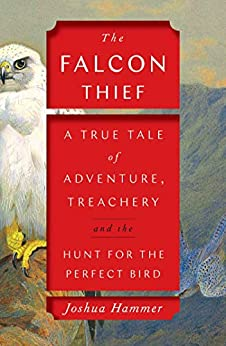 The
FALCON
THIEF
A TRUE TALE
of
ADVENTURE,
TREACHERY
and the
HUNT FOR THE
PERFECT BIRD
Joshua Hammer